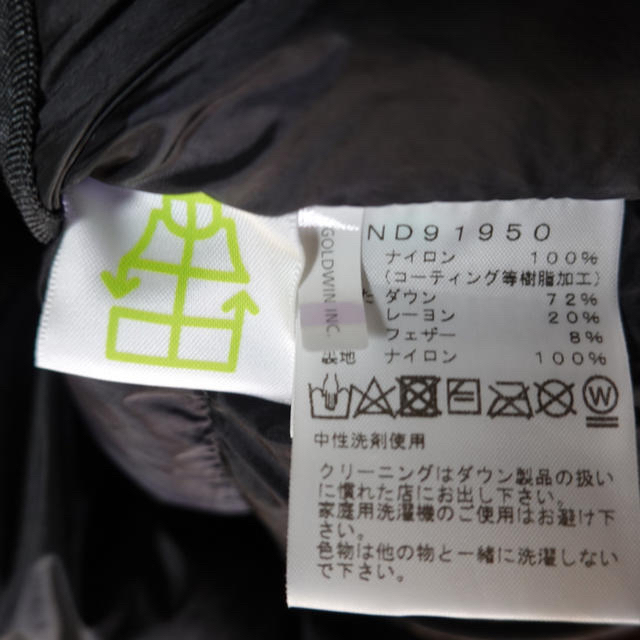 GOLDWIN INC.
ND91950
ナイロン 100%
(コーティング等樹脂加工)
た ダウン 72%
レーヨン 20%
フェザー 8%
地 ナイロン 100%
W
中性洗剤使用
クリーニングはダウン製品の扱い
に慣れた店にお出し下さい。
家庭用洗濯機のご使用はお避け下
さい。
色物は他の物と一緒に洗濯しない
で下さい。